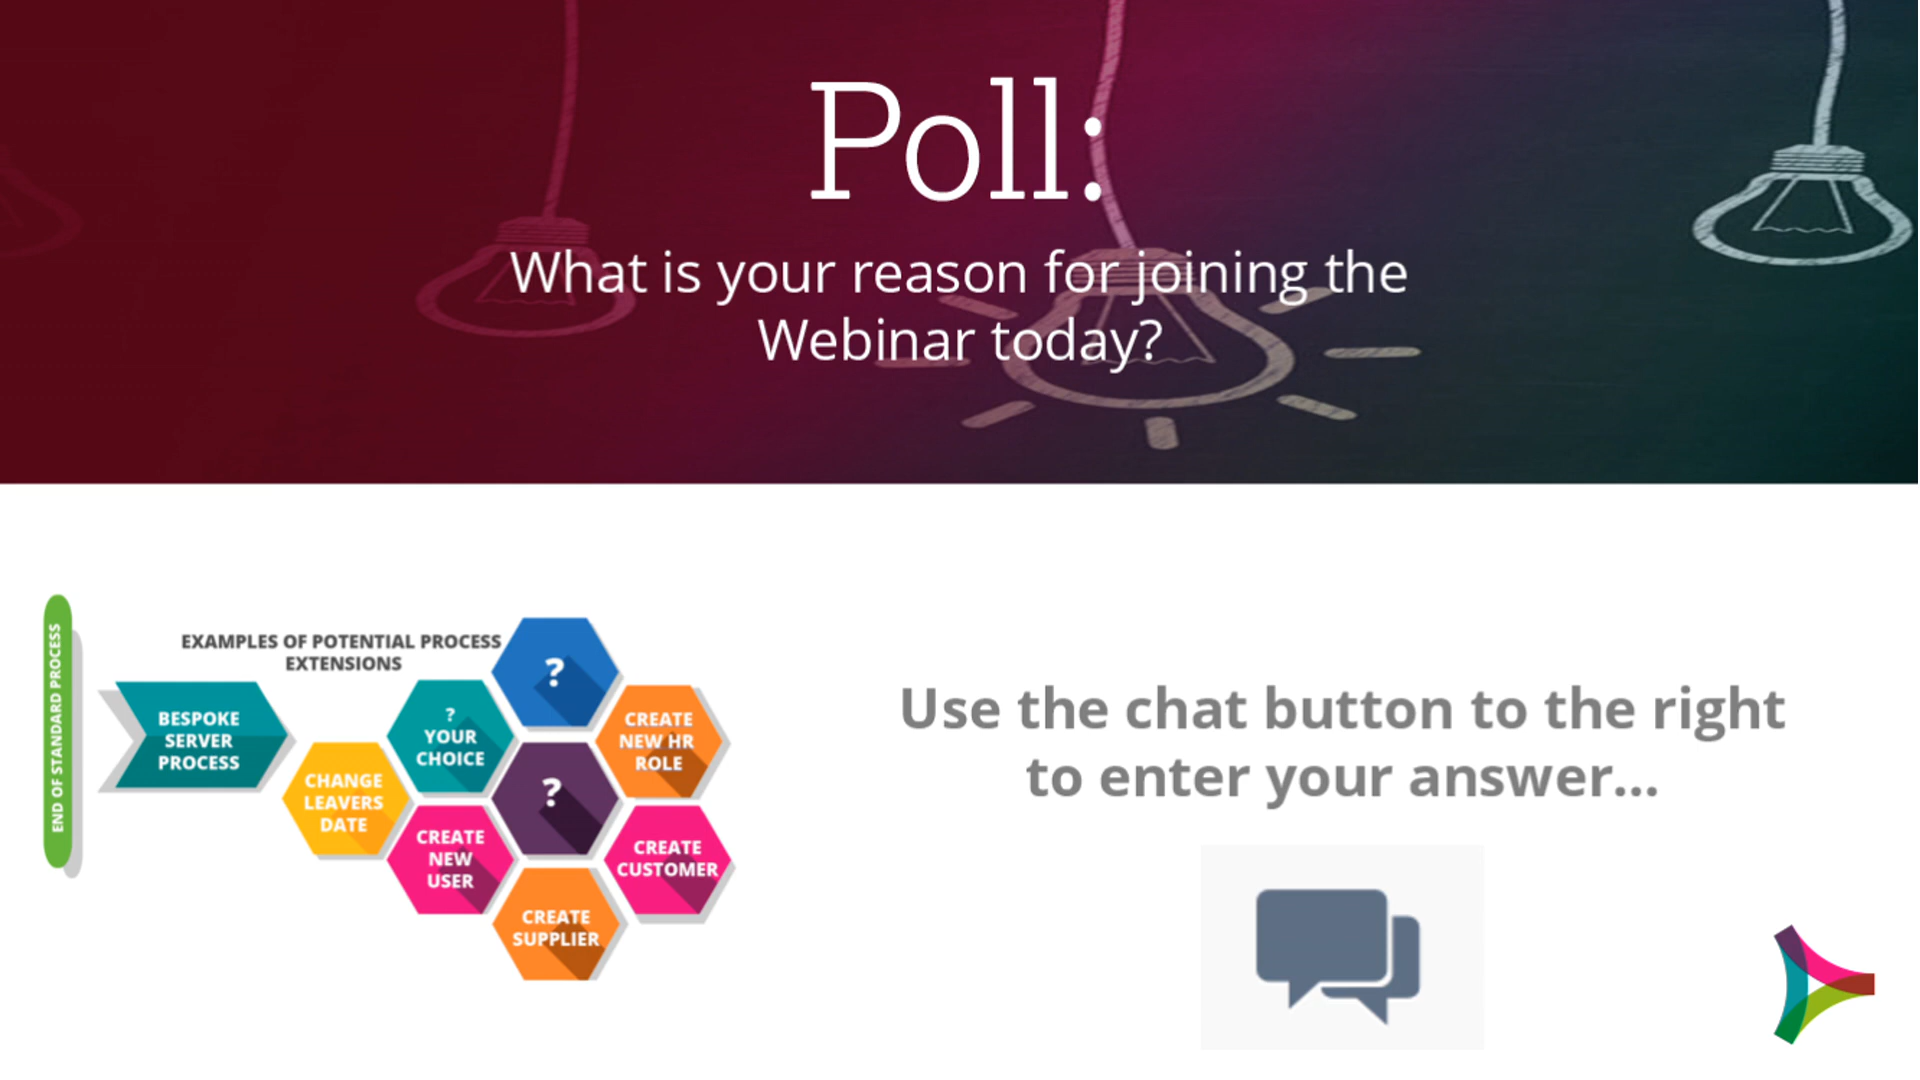 Poll:
What is your reason for joining the
Webinar today?
END OF STANDARD PROCESS
EXAMPLES OF POTENTIAL PROCESS
EXTENSIONS
BESPOKE
SERVER
PROCESS
CHANGE
LEAVERS
DATE
?
YOUR
CHOICE
CREATE
NEW
USER
?
?
CREATE
SUPPLIER
CREATE
NEW HR
ROLE
CREATE
CUSTOMER
Use the chat button to the right
to enter your answer...